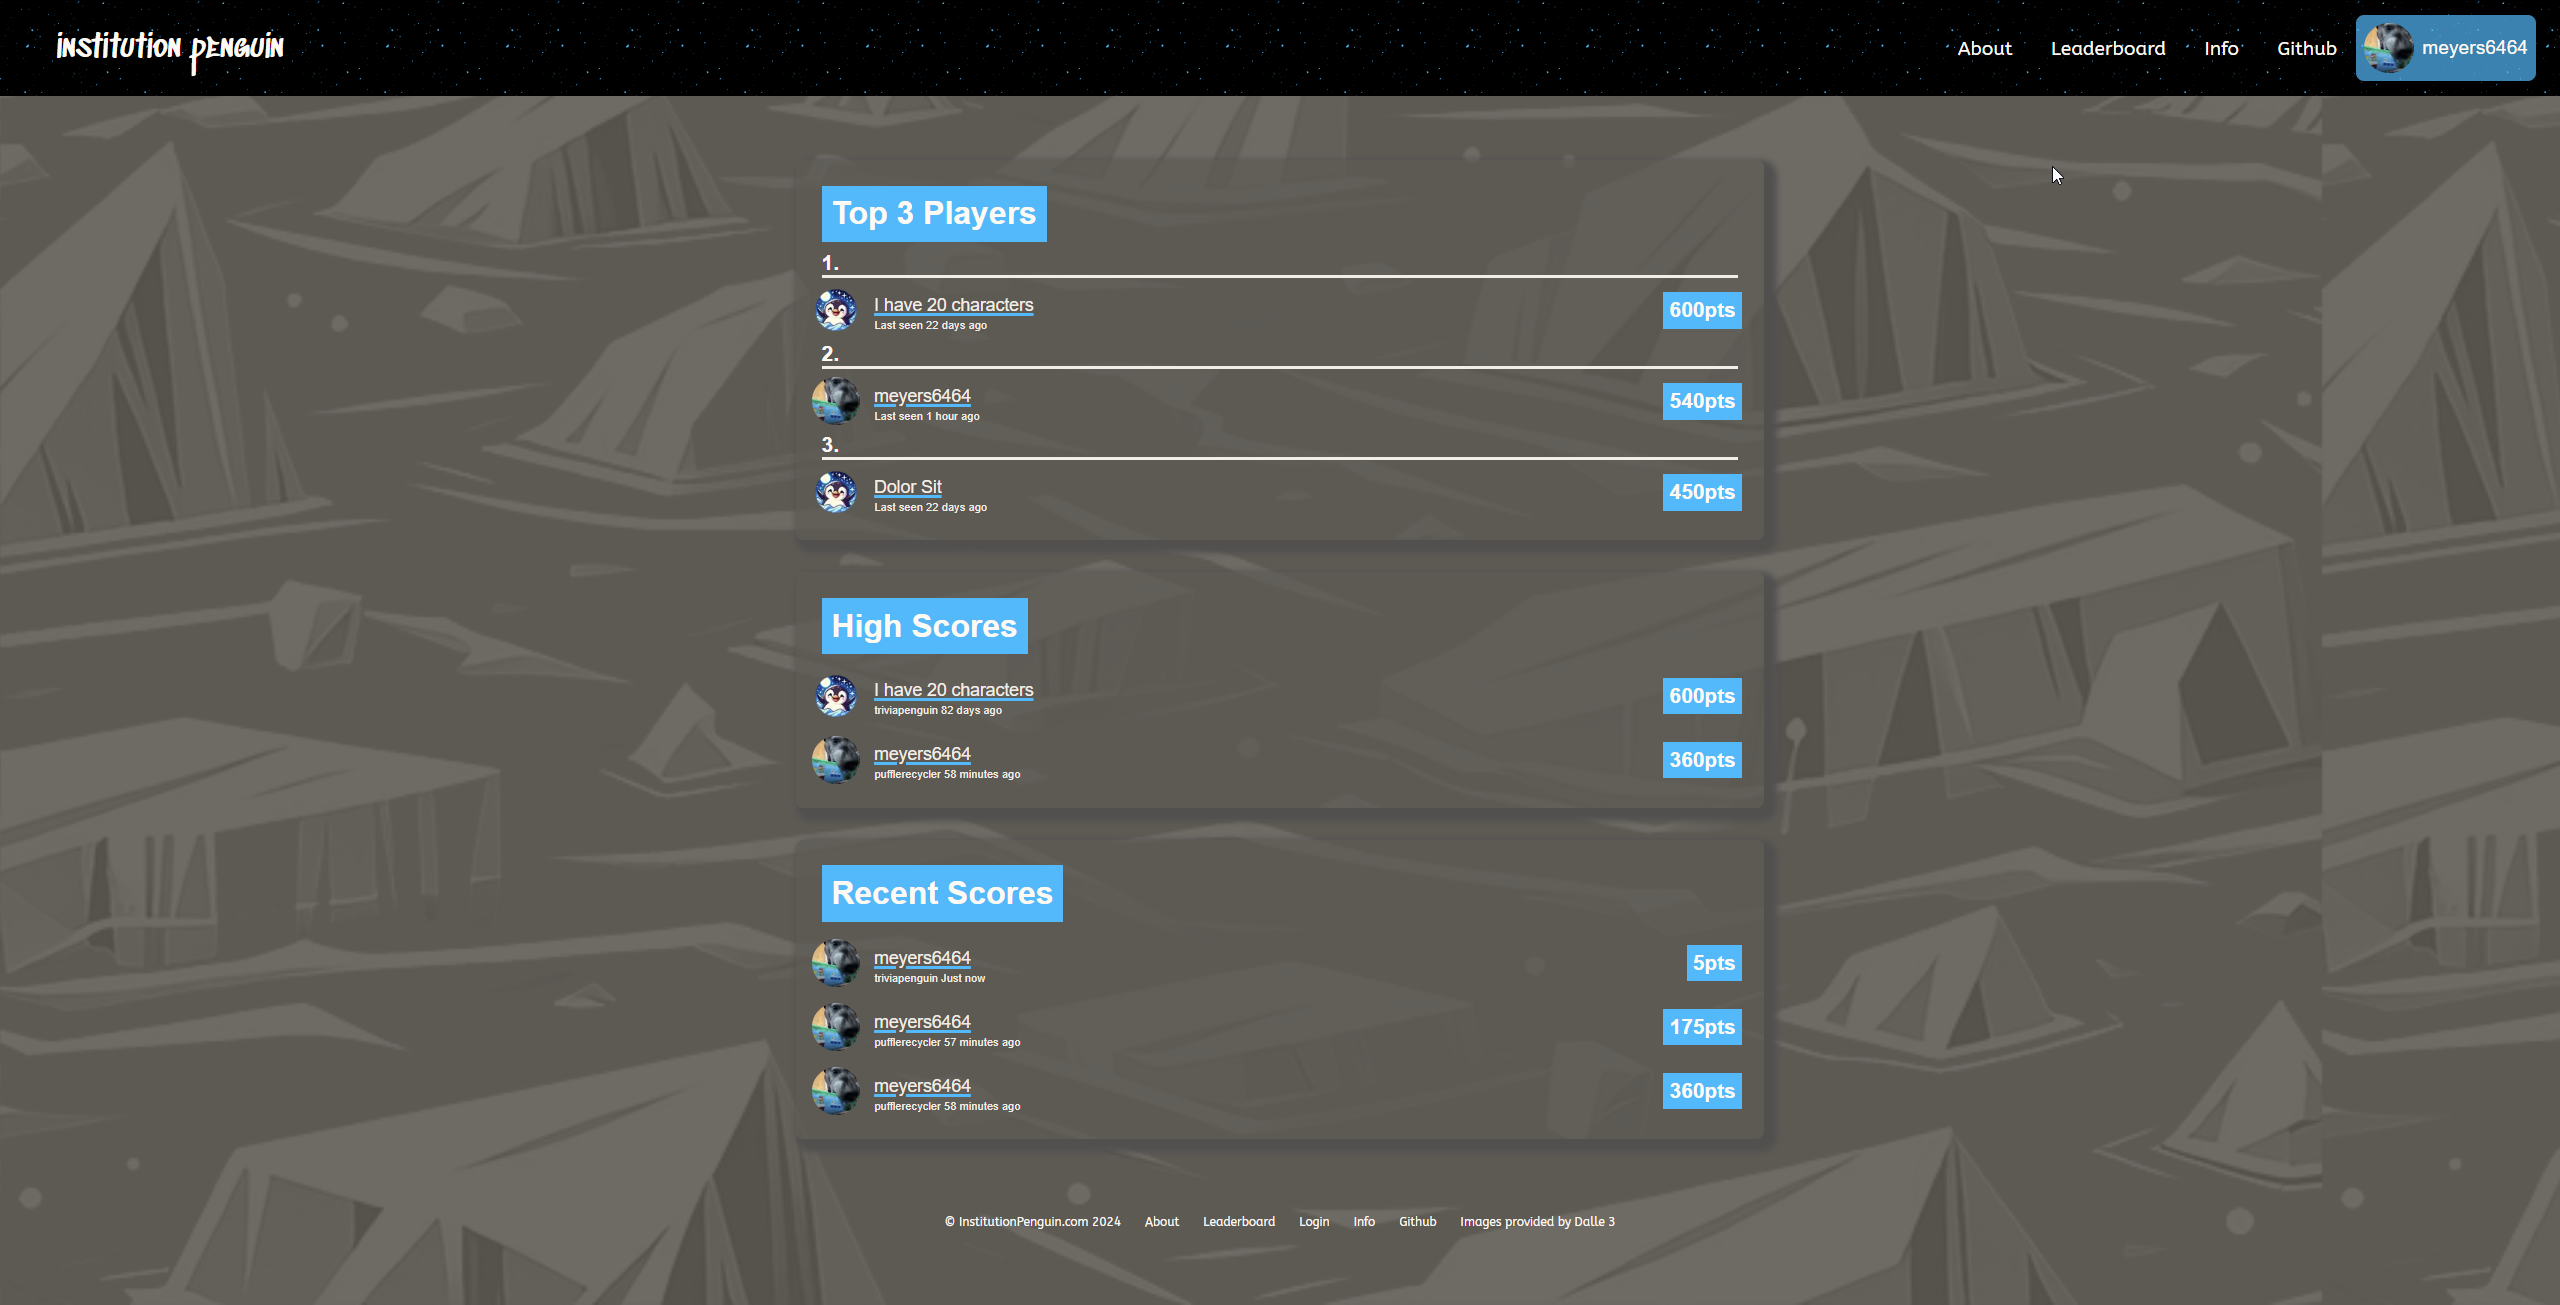 institution penguin
About Leaderboard Info Github meyers6464
Top 3 Players
1.
I have 20 characters 600pts
Last seen 22 days ago
2.
meyers6464 540pts
Last seen 1 hour ago
3.
Dolor Sit 450pts
Last seen 22 days ago
High Scores
I have 20 characters 600pts
triviapenguin 82 days ago
meyers6464 360pts
pufflerecycler 58 minutes ago
Recent Scores
meyers6464 5pts
triviapenguin Just now
meyers6464 175pts
pufflerecycler 57 minutes ago
meyers6464 360pts
pufflerecycler 58 minutes ago
© InstitutionPenguin.com 2024 About Leaderboard Login Info Github Images provided by Dalle 3